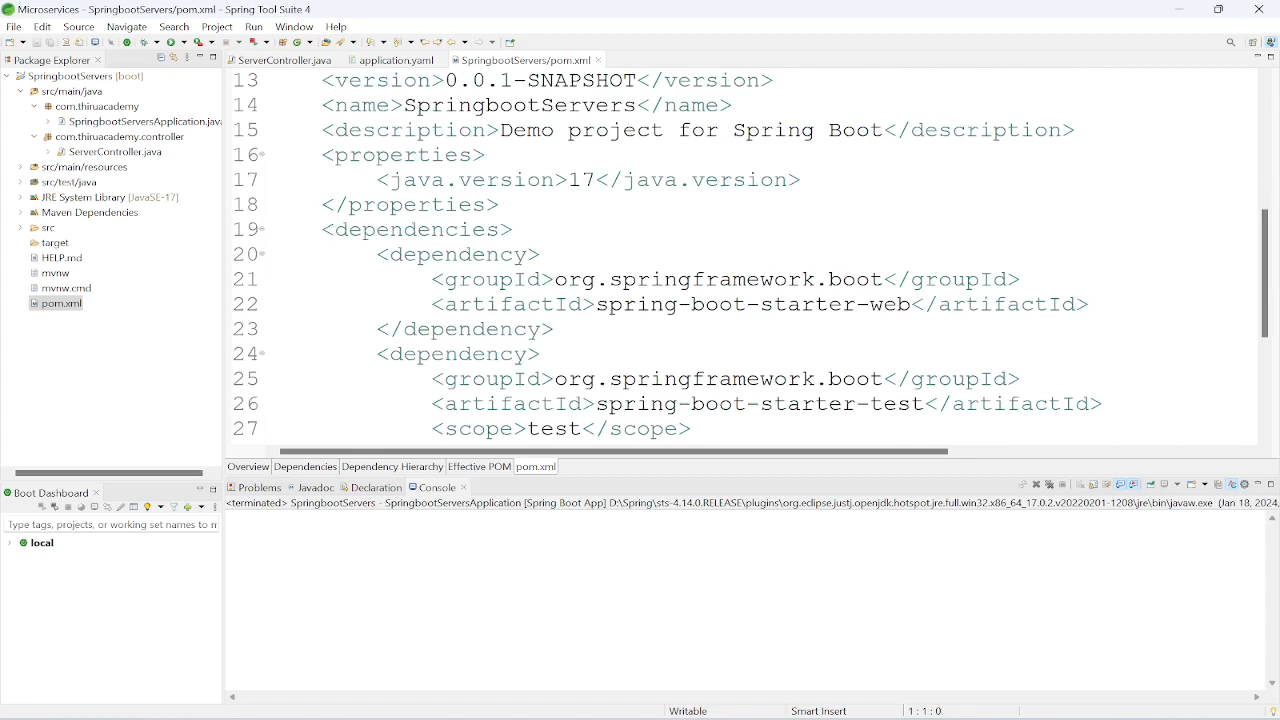 Microservices - SpringbootServers/pom.xml - Spring Tool Suite 4
File Edit Source Navigate Search Project Run Window Help
Package Explorer
SpringbootServers [boot]
src/main/java
com.thiruacademy
SpringbootServersApplication.java
com.thiruacademy.controller
ServerController.java
src/main/resources
src/test/java
JRE System Library [JavaSE-17]
Maven Dependencies
src
target
HELP.md
mvnw
mvnw.cmd
pom.xml
ServerController.java application.yaml SpringbootServers/pom.xml
13 <version>0.0.1-SNAPSHOT</version>
14 <name>SpringbootServers</name>
15 <description>Demo project for Spring Boot</description>
16 <properties>
17 <java.version>17</java.version>
18 </properties>
19 <dependencies>
20 <dependency>
21 <groupId>org.springframework.boot</groupId>
22 <artifactId>spring-boot-starter-web</artifactId>
23 </dependency>
24 <dependency>
25 <groupId>org.springframework.boot</groupId>
26 <artifactId>spring-boot-starter-test</artifactId>
27 <scope>test</scope>
Overview Dependencies Dependency Hierarchy Effective POM pom.xml
Boot Dashboard
Type tags, projects, or working set names to m
local
Problems Javadoc Declaration Console
<terminated> SpringbootServers - SpringbootServersApplication [Spring Boot App] D:\Spring\sts-4.14.0.RELEASE\plugins\org.eclipse.justj.openjdk.hotspot.jre.full.win32.x86_64_17.0.2.v20220201-1208\jre\bin\javaw.exe (Jan 18, 2024,
Writable Smart Insert 1 : 1 : 0